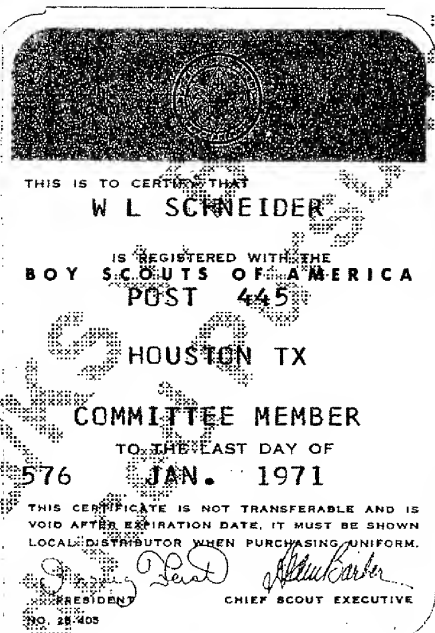 THIS IS TO CERTIFY THAT
W L SCHNEIDER
IS REGISTERED WITH THE
BOY SCOUTS OF AMERICA
POST 445
HOUSTON TX
COMMITTEE MEMBER
TO THE LAST DAY OF
576 JAN. 1971
THIS CERTIFICATE IS NOT TRANSFERABLE AND IS
VOID AFTER EXPIRATION DATE, IT MUST BE SHOWN
LOCAL DISTRIBUTOR WHEN PURCHASING UNIFORM.
PRESIDENT CHIEF SCOUT EXECUTIVE
NO. 28-403